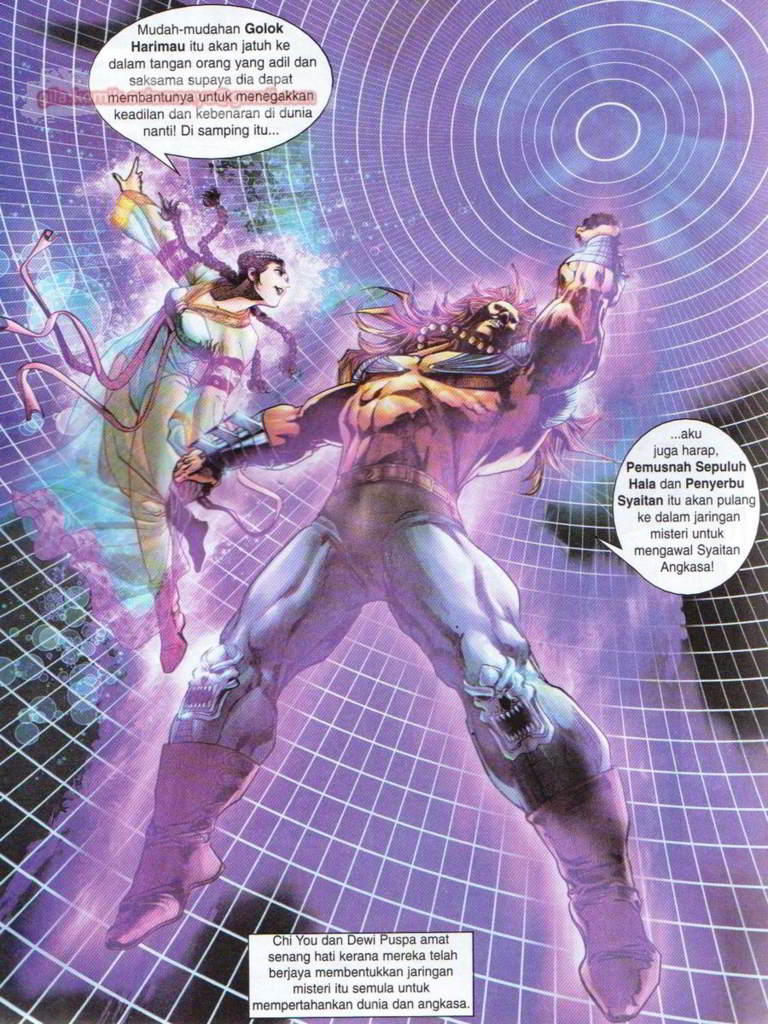 Mudah-mudahan Golok
Harimau itu akan jatuh ke
dalam tangan orang yang adil dan
saksama supaya dia dapat
membantunya untuk menegakkan
keadilan dan kebenaran di dunia
nanti! Di samping itu...
...aku
juga harap,
Pemusnah Sepuluh
Hala dan Penyerbu
Syaitan itu akan pulang
ke dalam jaringan
misteri untuk
mengawal Syaitan
Angkasa!
Chi You dan Dewi Puspa amat
senang hati kerana mereka telah
berjaya membentukkan jaringan
misteri itu semula untuk
mempertahankan dunia dan angkasa.